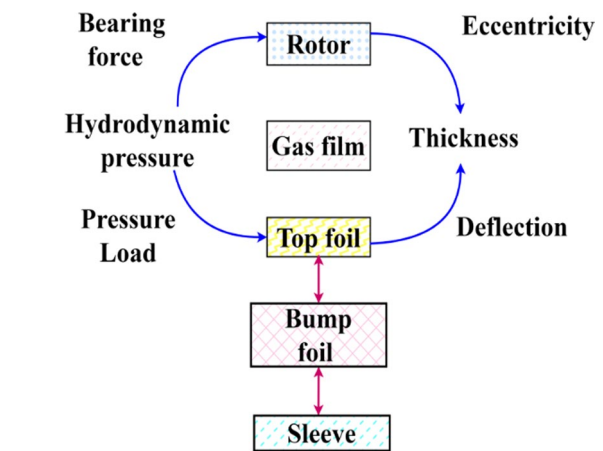 Bearing
force
Rotor
Eccentricity
Hydrodynamic
pressure
Gas film
Thickness
Pressure
Load
Top foil
Deflection
Bump
foil
Sleeve